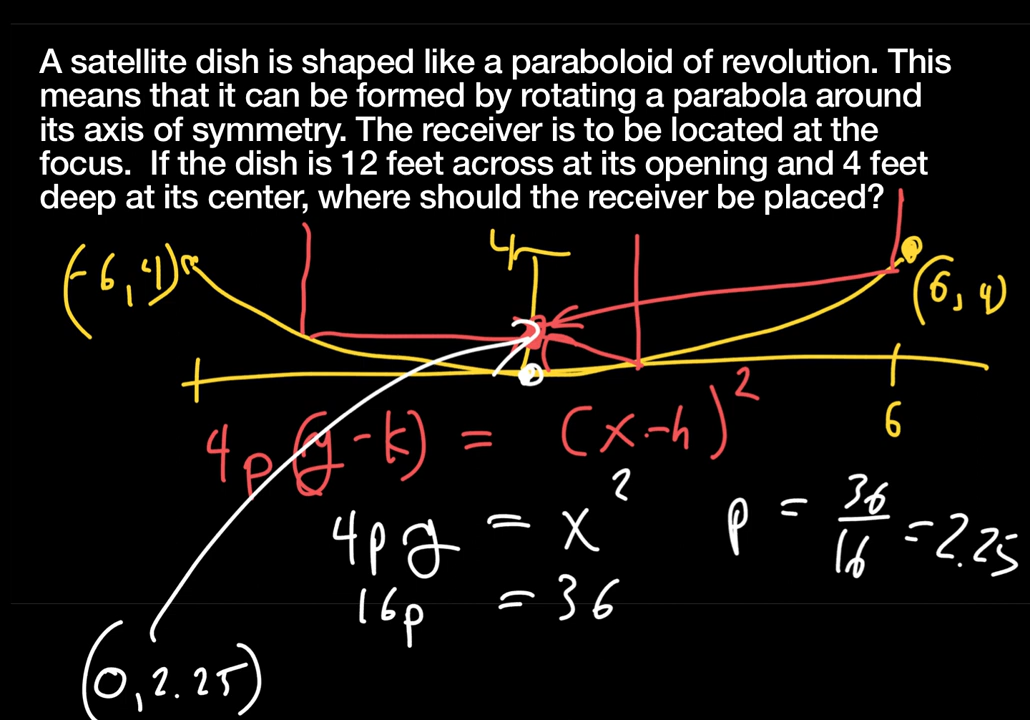 A satellite dish is shaped like a paraboloid of revolution. This
means that it can be formed by rotating a parabola around
its axis of symmetry. The receiver is to be located at the
focus.  If the dish is 12 feet across at its opening and 4 feet
deep at its center, where should the receiver be placed?
4
(-6,4)
(6,4)
6
4p(y-k) = (x-h)²
4py = x²
p = 36/16 = 2.25
16p = 36
(0,2.25)